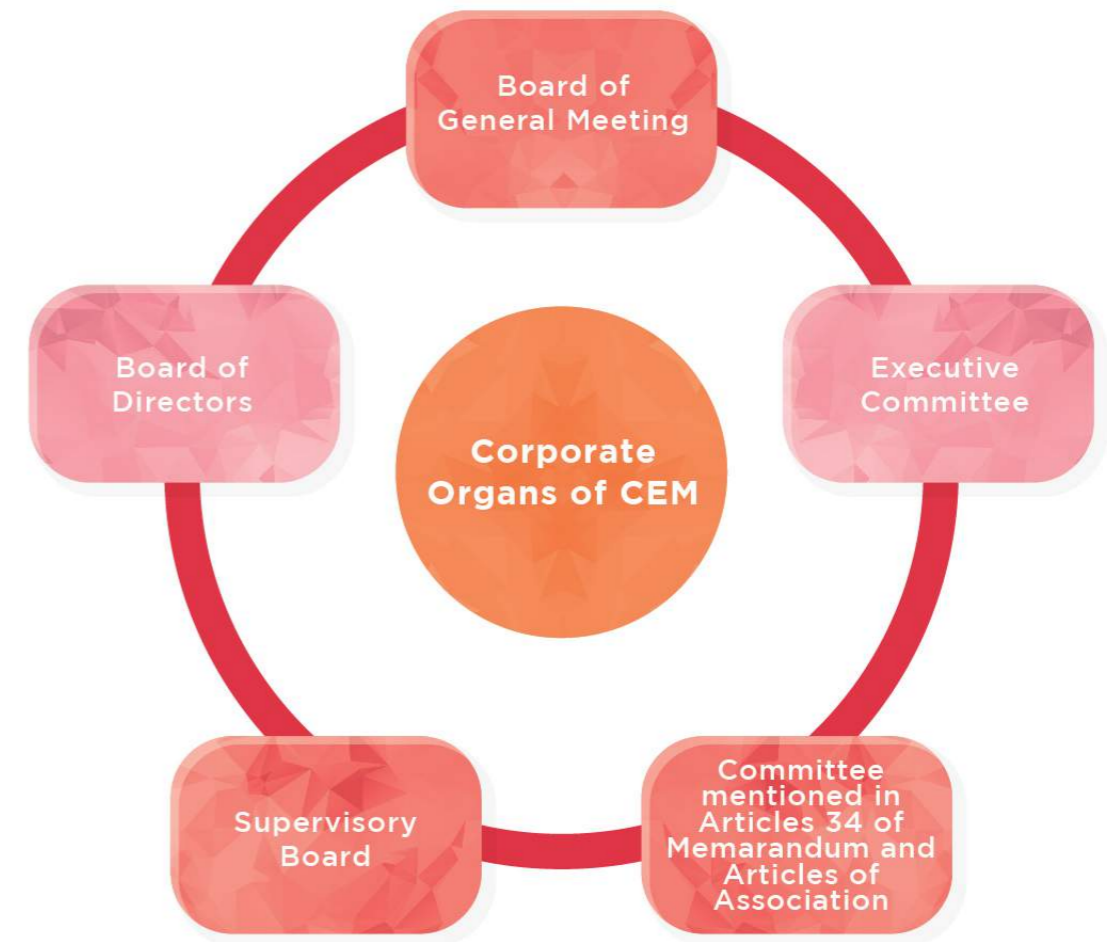 Board of
General Meeting
Board of
Directors
Executive
Committee
Corporate
Organs of CEM
Supervisory
Board
Committee
mentioned in
Articles 34 of
Memarandum and
Articles of
Association